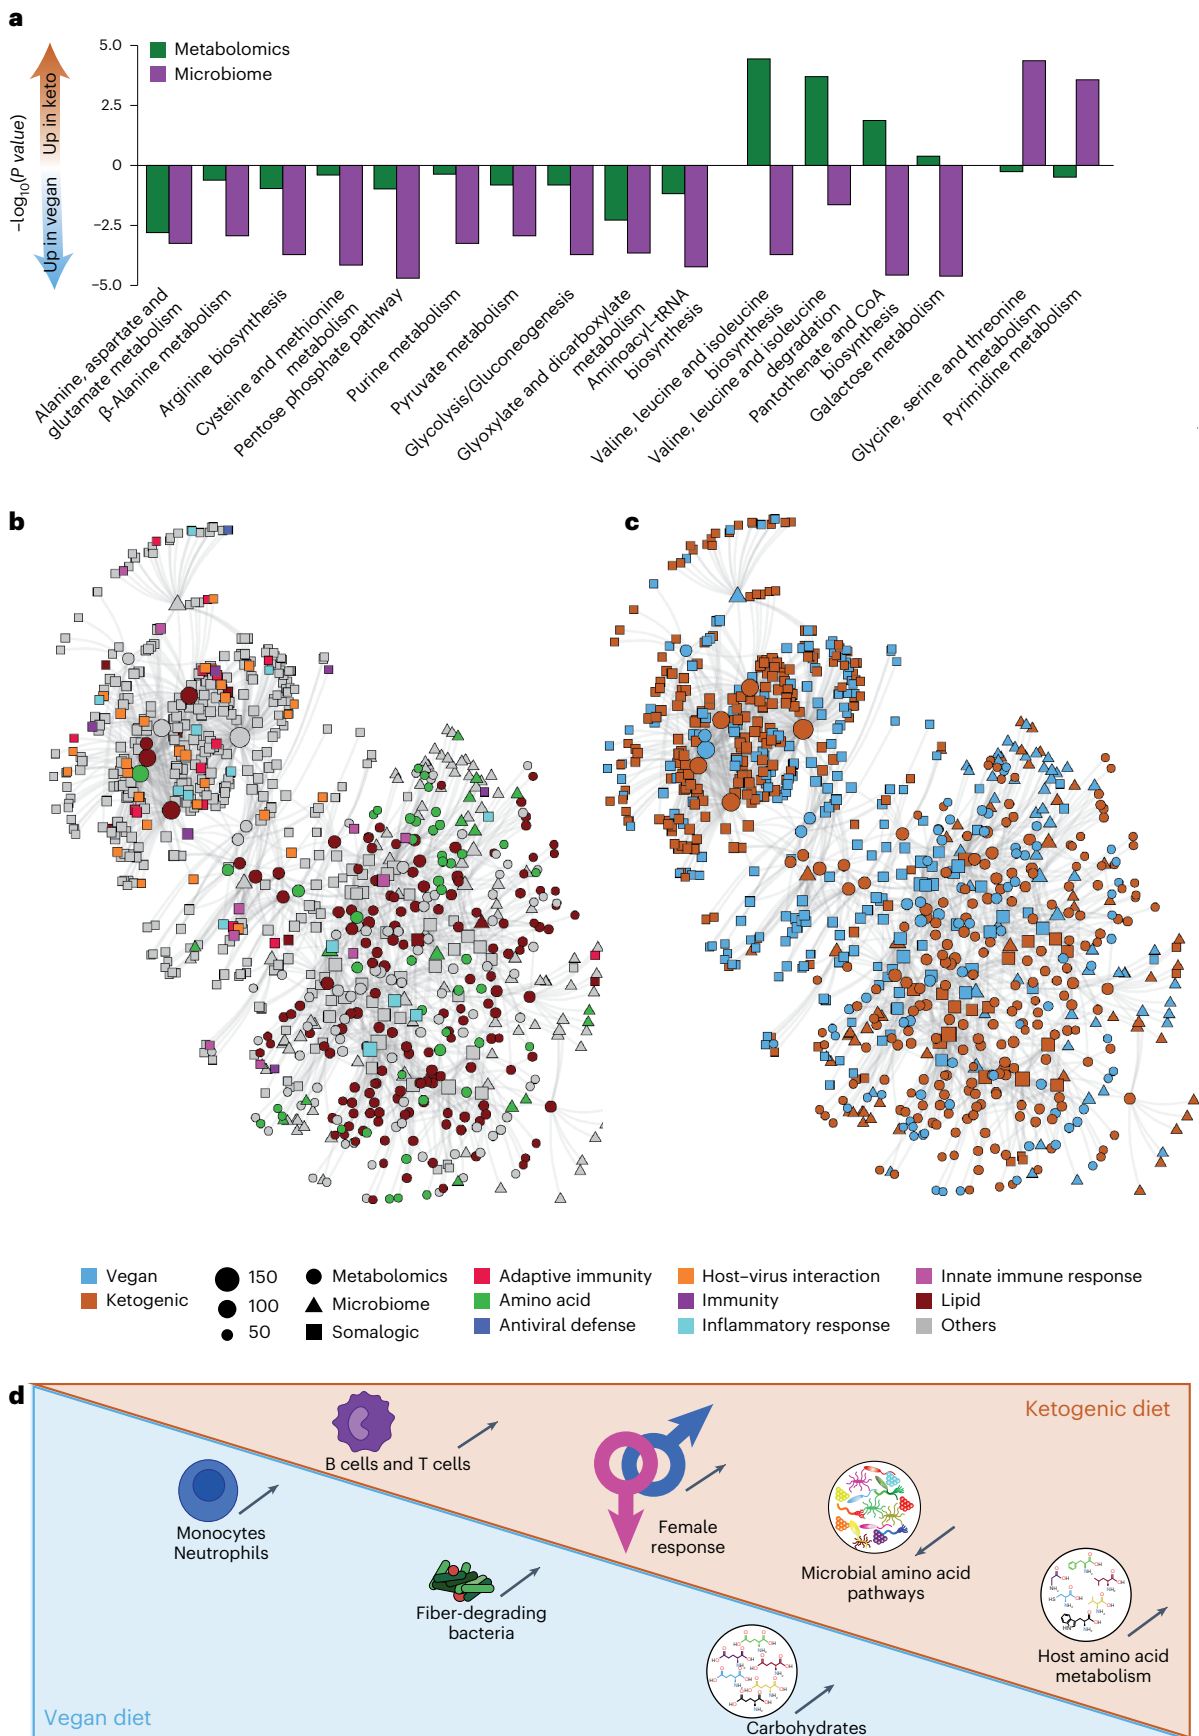 a
5.0
2.5
0
−2.5
−5.0
−log10(P value)
Up in keto
Up in vegan
Metabolomics
Microbiome
Alanine, aspartate and
glutamate metabolism
β-Alanine metabolism
Arginine biosynthesis
Cysteine and methionine
metabolism
Pentose phosphate pathway
Purine metabolism
Pyruvate metabolism
Glycolysis/Gluconeogenesis
Glyoxylate and dicarboxylate
metabolism
Aminoacyl-tRNA
biosynthesis
Valine, leucine and isoleucine
biosynthesis
Valine, leucine and isoleucine
degradation
Pantothenate and CoA
biosynthesis
Galactose metabolism
Glycine, serine and threonine
metabolism
Pyrimidine metabolism
b
c
Vegan
Ketogenic
150
100
50
Metabolomics
Microbiome
Somalogic
Adaptive immunity
Amino acid
Antiviral defense
Host–virus interaction
Immunity
Inflammatory response
Innate immune response
Lipid
Others
d
Ketogenic diet
B cells and T cells
Monocytes
Neutrophils
Female
response
Microbial amino acid
pathways
Fiber-degrading
bacteria
Host amino acid
metabolism
Carbohydrates
Vegan diet